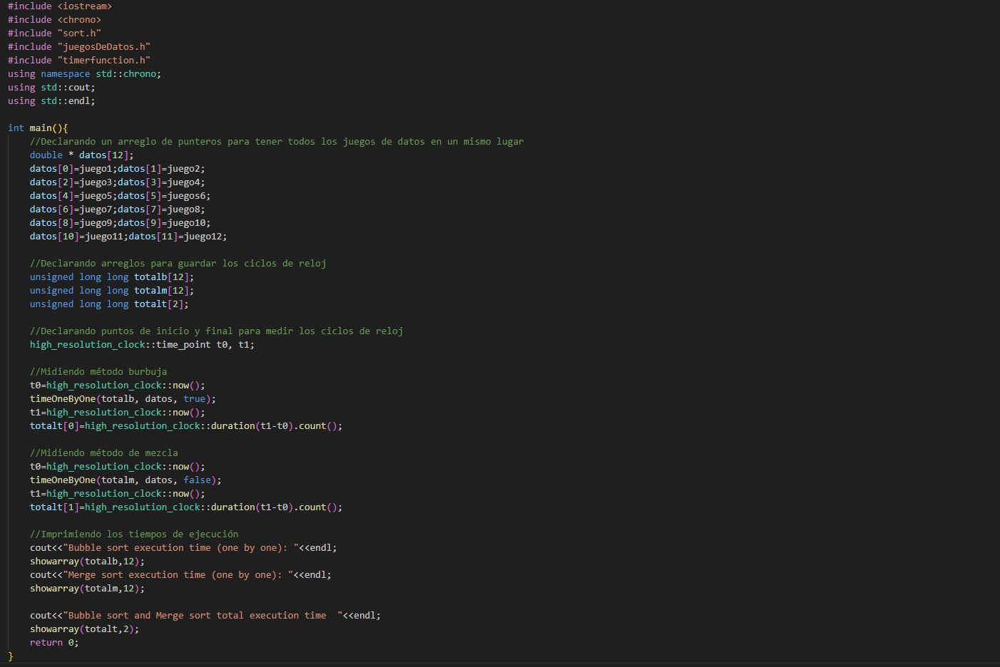 #include <iostream>
#include <chrono>
#include "sort.h"
#include "juegosDeDatos.h"
#include "timerfunction.h"
using namespace std::chrono;
using std::cout;
using std::endl;

int main(){
    //Declarando un arreglo de punteros para tener todos los juegos de datos en un mismo lugar
    double * datos[12];
    datos[0]=juego1;datos[1]=juego2;
    datos[2]=juego3;datos[3]=juego4;
    datos[4]=juego5;datos[5]=juegos6;
    datos[6]=juego7;datos[7]=juego8;
    datos[8]=juego9;datos[9]=juego10;
    datos[10]=juego11;datos[11]=juego12;

    //Declarando arreglos para guardar los ciclos de reloj
    unsigned long long totalb[12];
    unsigned long long totalm[12];
    unsigned long long totalt[2];

    //Declarando puntos de inicio y final para medir los ciclos de reloj
    high_resolution_clock::time_point t0, t1;

    //Midiendo método burbuja
    t0=high_resolution_clock::now();
    timeOneByOne(totalb, datos, true);
    t1=high_resolution_clock::now();
    totalt[0]=high_resolution_clock::duration(t1-t0).count();

    //Midiendo método de mezcla
    t0=high_resolution_clock::now();
    timeOneByOne(totalm, datos, false);
    t1=high_resolution_clock::now();
    totalt[1]=high_resolution_clock::duration(t1-t0).count();

    //Imprimiendo los tiempos de ejecución
    cout<<"Bubble sort execution time (one by one): "<<endl;
    showarray(totalb,12);
    cout<<"Merge sort execution time (one by one): "<<endl;
    showarray(totalm,12);

    cout<<"Bubble sort and Merge sort total execution time  "<<endl;
    showarray(totalt,2);
    return 0;
}